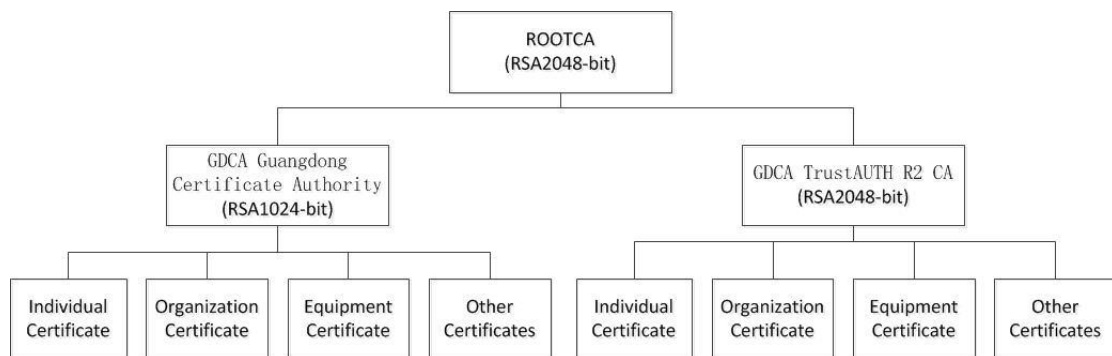 ROOTCA
(RSA2048-bit)
GDCA Guangdong
Certificate Authority
(RSA1024-bit)
GDCA TrustAUTH R2 CA
(RSA2048-bit)
Individual
Certificate
Organization
Certificate
Equipment
Certificate
Other
Certificates
Individual
Certificate
Organization
Certificate
Equipment
Certificate
Other
Certificates